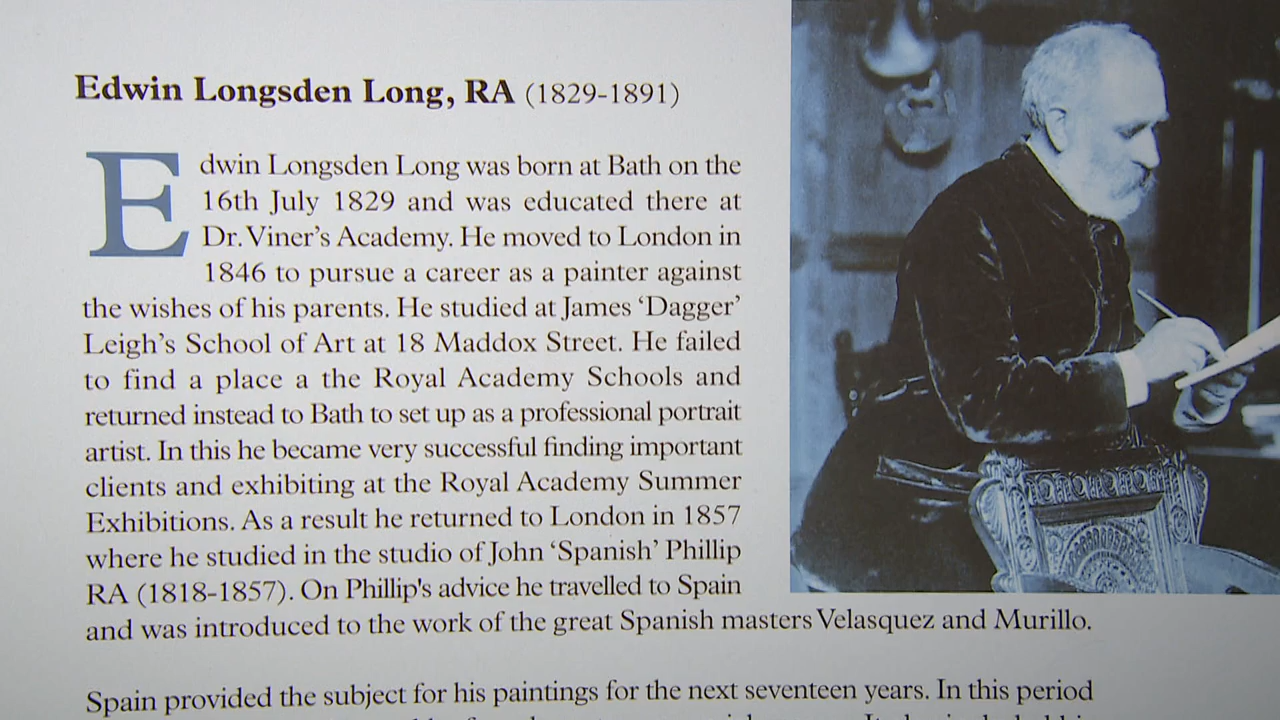 Edwin Longsden Long, RA (1829-1891)
Edwin Longsden Long was born at Bath on the
16th July 1829 and was educated there at
Dr. Viner's Academy. He moved to London in
1846 to pursue a career as a painter against
the wishes of his parents. He studied at James ‘Dagger’
Leigh's School of Art at 18 Maddox Street. He failed
to find a place a the Royal Academy Schools and
returned instead to Bath to set up as a professional portrait
artist. In this he became very successful finding important
clients and exhibiting at the Royal Academy Summer
Exhibitions. As a result he returned to London in 1857
where he studied in the studio of John ‘Spanish’ Phillip
RA (1818-1857). On Phillip's advice he travelled to Spain
and was introduced to the work of the great Spanish masters Velasquez and Murillo.
Spain provided the subject for his paintings for the next seventeen years. In this period